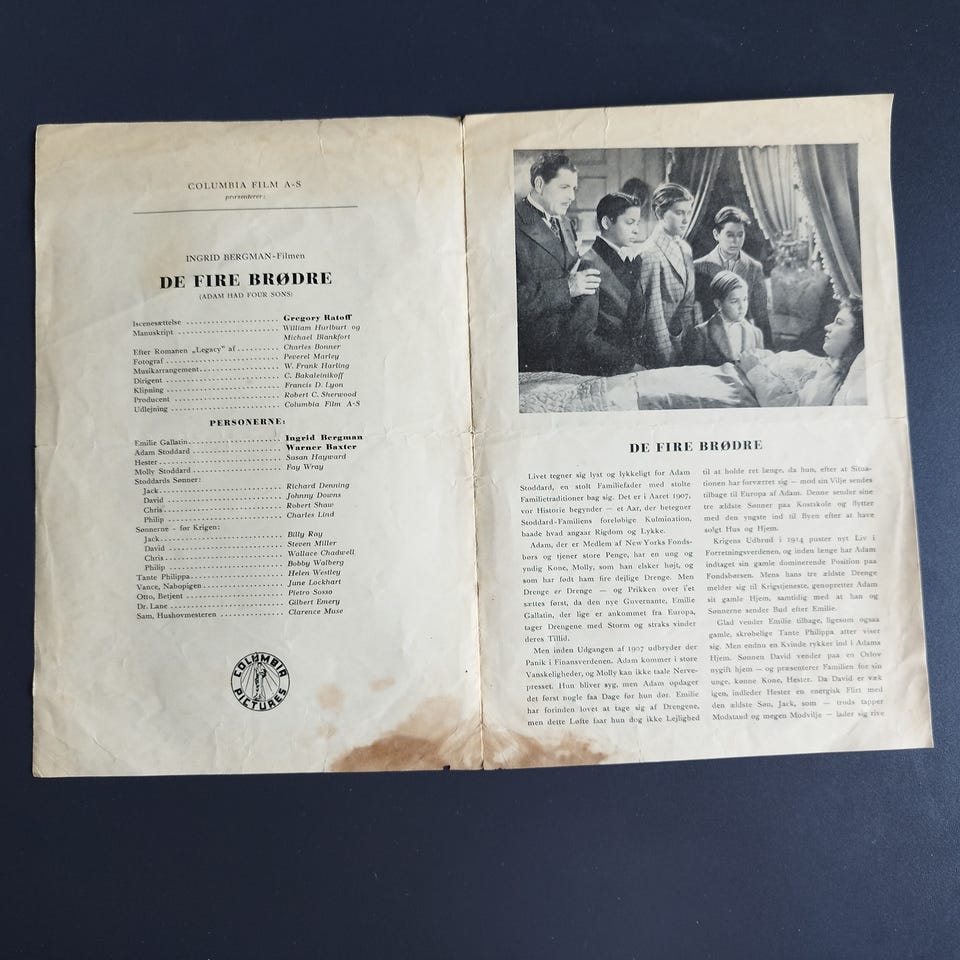 COLUMBIA FILM A-S
præsenterer:
INGRID BERGMAN-Filmen
DE FIRE BRØDRE
(ADAM HAD FOUR SONS)
Iscenesættelse ........ Gregory Ratoff
Manuskript ........ William Hurlburt og
Michael Blankfort
Efter Romanen „Legacy" af ........ Charles Bonner
Fotograf ........ Peverel Marley
Musikarrangement ........ W. Frank Harling
Dirigent ........ C. Bakaleinikoff
Klipning ........ Francis D. Lyon
Producent ........ Robert C. Sherwood
Udlejning ........ Columbia Film A-S
PERSONERNE:
Emilie Gallatin ........ Ingrid Bergman
Adam Stoddard ........ Warner Baxter
Hester ........ Susan Hayward
Molly Stoddard ........ Fay Wray
Stoddards Sønner:
Jack ........ Richard Denning
David ........ Johnny Downs
Chris ........ Robert Shaw
Philip ........ Charles Lind
Sønnerne - før Krigen:
Jack ........ Billy Ray
David ........ Steven Miller
Chris ........ Wallace Chadwell
Philip ........ Bobby Walberg
Tante Philippa ........ Helen Westley
Vance, Nabopigen ........ June Lockhart
Otto, Betjent ........ Pietro Sosso
Dr. Lane ........ Gilbert Emery
Sam, Hushovmesteren ........ Clarence Muse
COLUMBIA
PICTURES
DE FIRE BRØDRE
Livet tegner sig lyst og lykkeligt for Adam
Stoddard, en stolt Familiefader med stolte
Familietraditioner bag sig. Det er i Aaret 1907,
vor Historie begynder — et Aar, der betegner
Stoddard-Familiens foreløbige Kulmination,
baade hvad angaar Rigdom og Lykke.
Adam, der er Medlem af New Yorks Fonds-
børs og tjener store Penge, har en ung og
yndig Kone, Molly, som han elsker højt, og
som har født ham fire dejlige Drenge. Men
Drenge er Drenge — og Prikken over i'et
sættes først, da den nye Guvernante, Emilie
Gallatin, der lige er ankommet fra Europa,
tager Drengene med Storm og straks vinder
deres Tillid.
Men inden Udgangen af 1907 udbryder der
Panik i Finansverdenen. Adam kommer i store
Vanskeligheder, og Molly kan ikke taale Nerve-
presset. Hun bliver syg, men Adam opdager
det først nogle faa Dage før hun dør. Emilie
har forinden lovet at tage sig af Drengene,
men dette Løfte faar hun dog ikke Lejlighed
til at holde ret længe, da hun, efter at Situa-
tionen har forværret sig — mod sin Vilje sendes
tilbage til Europa af Adam. Denne sender sine
tre ældste Sønner paa Kostskole og flytter
med den yngste ind til Byen efter at have
solgt Hus og Hjem.
Krigens Udbrud i 1914 puster nyt Liv i
Forretningsverdenen, og inden længe har Adam
indtaget sin gamle dominerende Position paa
Fondsbørsen. Mens hans tre ældste Drenge
melder sig til Krigstjeneste, genopretter Adam
sit gamle Hjem, samtidig med at han og
Sønnerne sender Bud efter Emilie.
Glad vender Emilie tilbage, ligesom ogsaa
gamle, skrøbelige Tante Philippa atter viser
sig. Men endnu en Kvinde rykker ind i Adams
Hjem. Sønnen David vender paa en Orlov
nygift hjem — og præsenterer Familien for sin
unge, kønne Kone, Hester. Da David er væk
igen, indleder Hester en energisk Flirt med
den ældste Søn, Jack, som — trods tapper
Modstand og megen Modvilje — lader sig rive